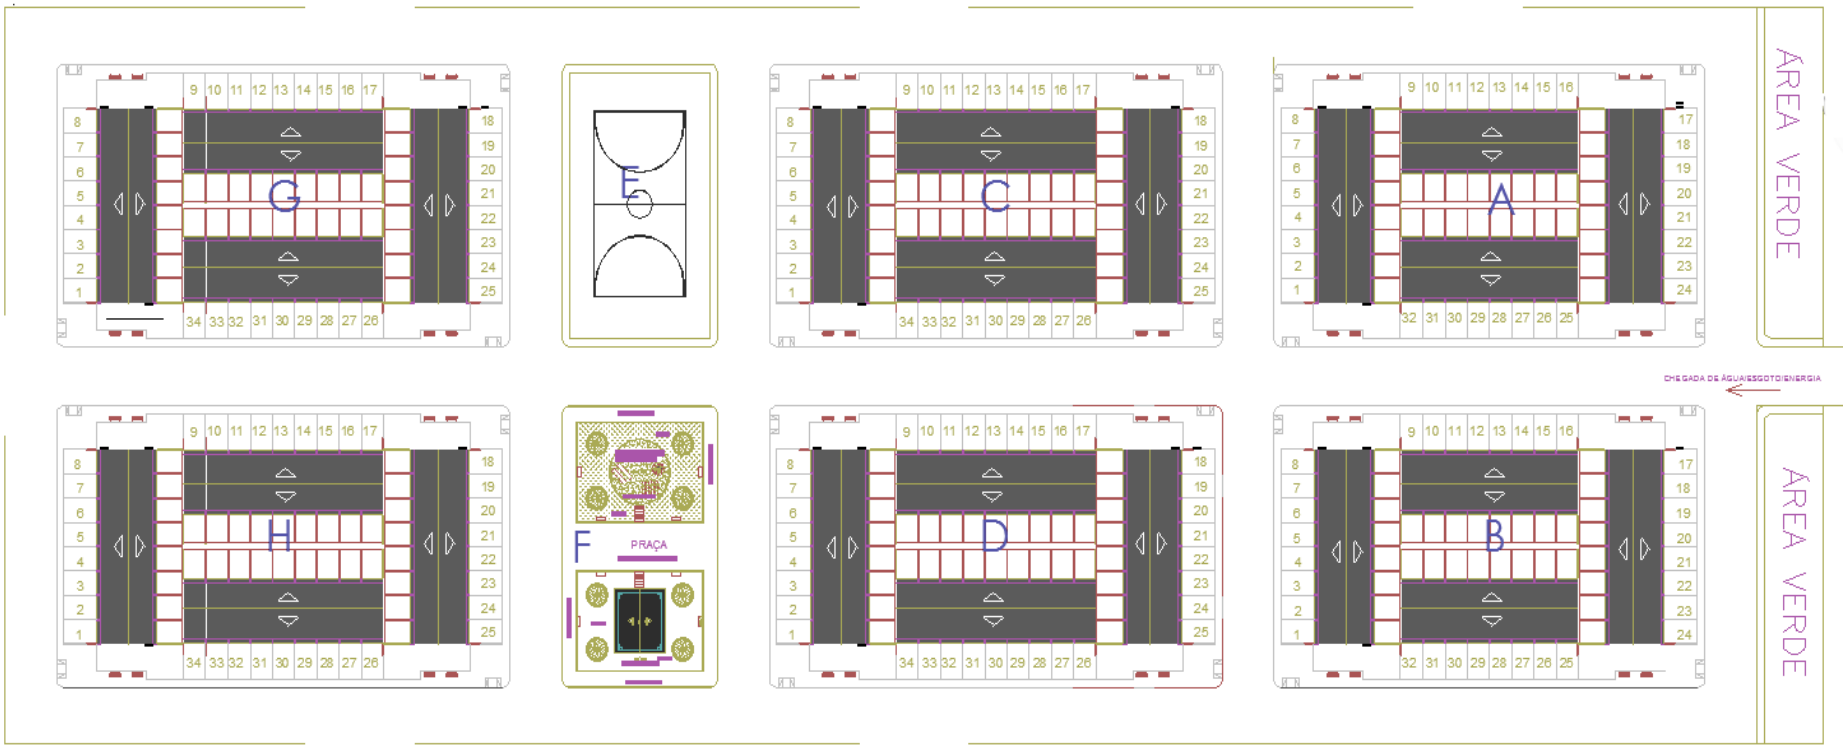 9 10 11 12 13 14 15 16 17
8 7 6 5 4 3 2 1
G
18 19 20 21 22 23 24 25
34 33 32 31 30 29 28 27 26
E
9 10 11 12 13 14 15 16 17
8 7 6 5 4 3 2 1
C
18 19 20 21 22 23 24 25
34 33 32 31 30 29 28 27 26
9 10 11 12 13 14 15 16
8 7 6 5 4 3 2 1
A
17 18 19 20 21 22 23 24
32 31 30 29 28 27 26 25
ÁREA VERDE
CHEGADA DE ÁGUA/ESGOTO/ENERGIA
9 10 11 12 13 14 15 16 17
8 7 6 5 4 3 2 1
H
18 19 20 21 22 23 24 25
34 33 32 31 30 29 28 27 26
F
PRAÇA
9 10 11 12 13 14 15 16 17
8 7 6 5 4 3 2 1
D
18 19 20 21 22 23 24 25
34 33 32 31 30 29 28 27 26
9 10 11 12 13 14 15 16
8 7 6 5 4 3 2 1
B
17 18 19 20 21 22 23 24
32 31 30 29 28 27 26 25
ÁREA VERDE